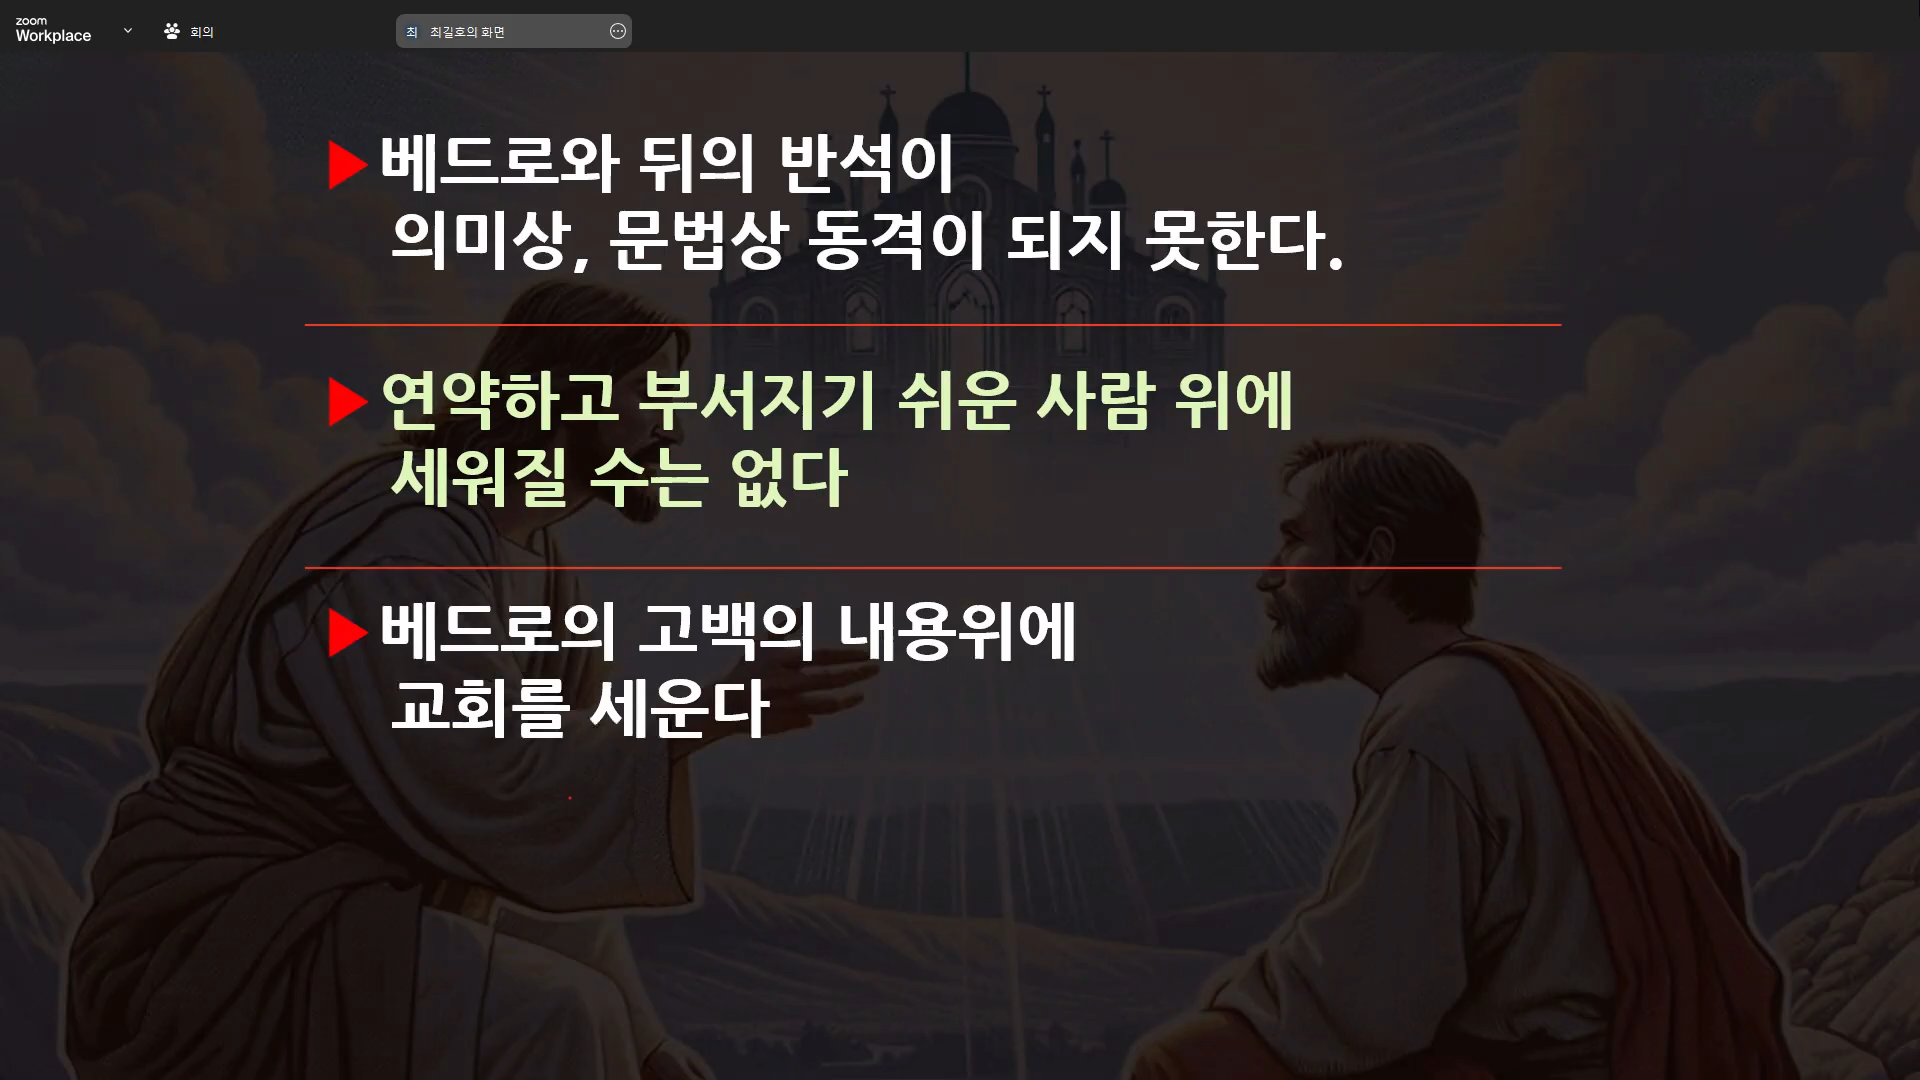 zoom
Workplace
회의
최 최길호의 화면
▶베드로와 뒤의 반석이
의미상, 문법상 동격이 되지 못한다.
▶연약하고 부서지기 쉬운 사람 위에
세워질 수는 없다
▶베드로의 고백의 내용위에
교회를 세운다